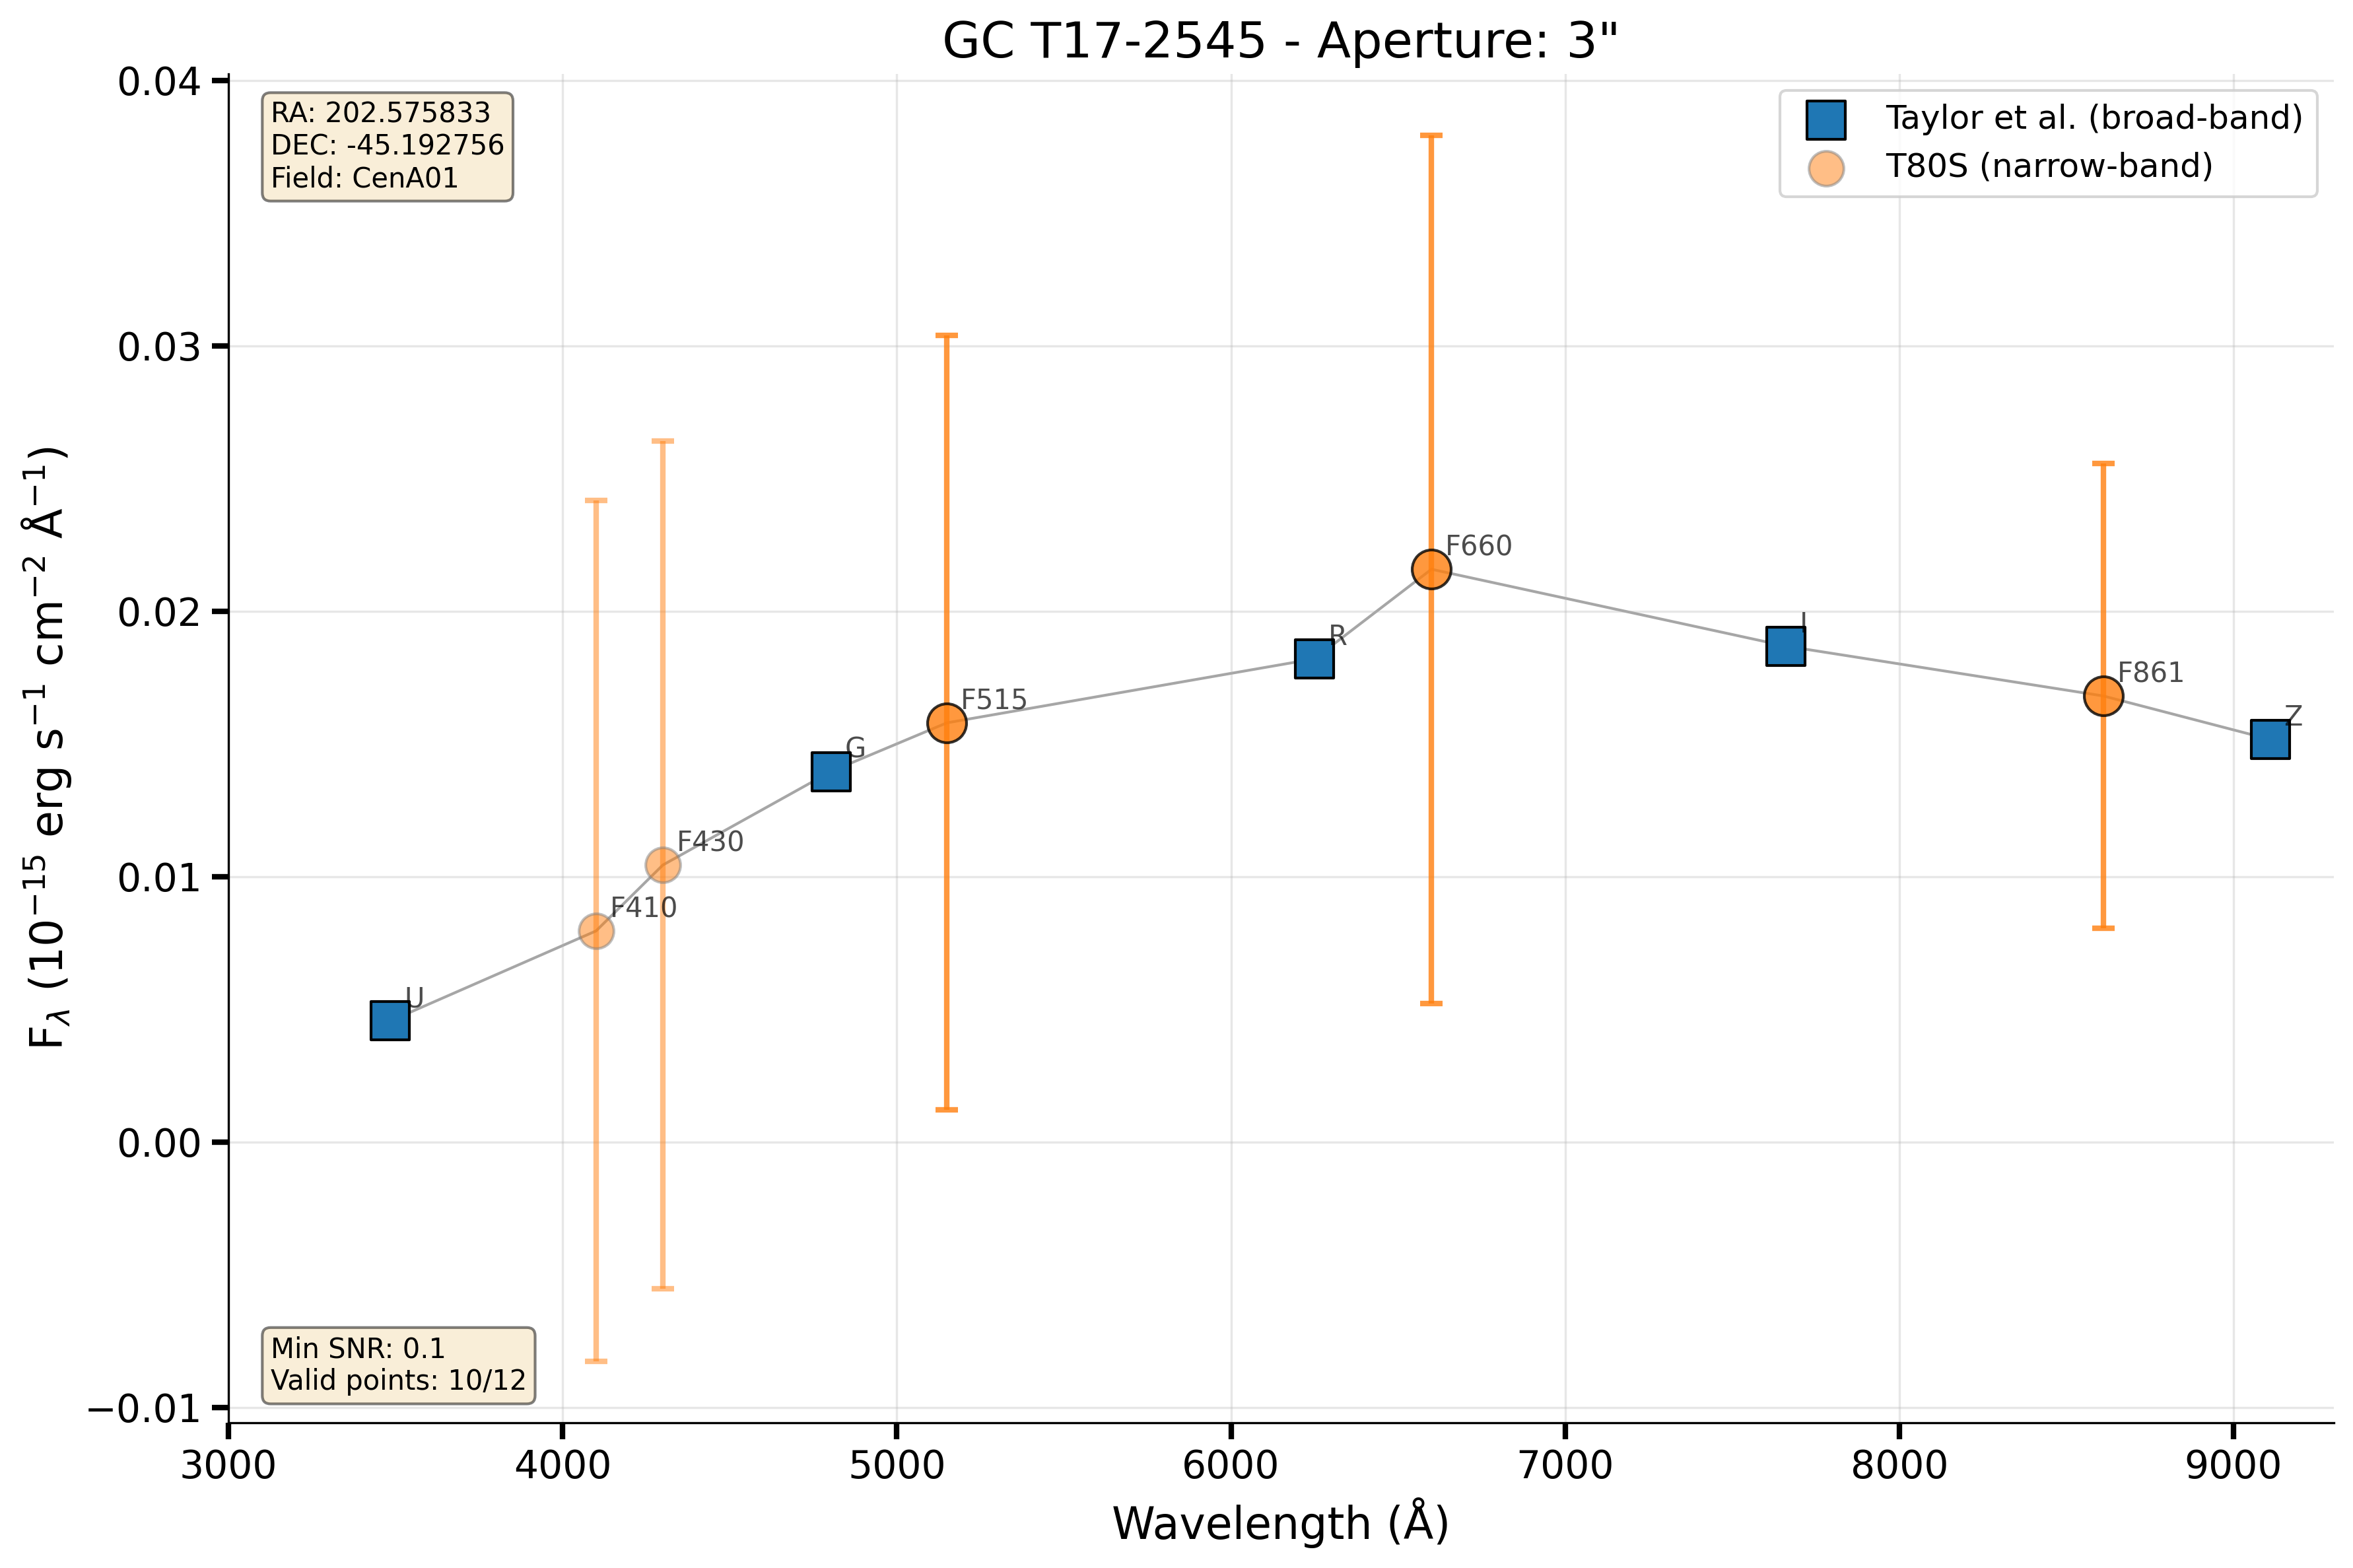 GC T17-2545 - Aperture: 3"
RA: 202.575833
DEC: -45.192756
Field: CenA01
Taylor et al. (broad-band)
T80S (narrow-band)
0.04
0.03
0.02
0.01
0.00
−0.01
F_λ (10⁻¹⁵ erg s⁻¹ cm⁻² Å⁻¹)
U
F410
F430
G
F515
R
F660
I
F861
Z
Min SNR: 0.1
Valid points: 10/12
3000 4000 5000 6000 7000 8000 9000
Wavelength (Å)